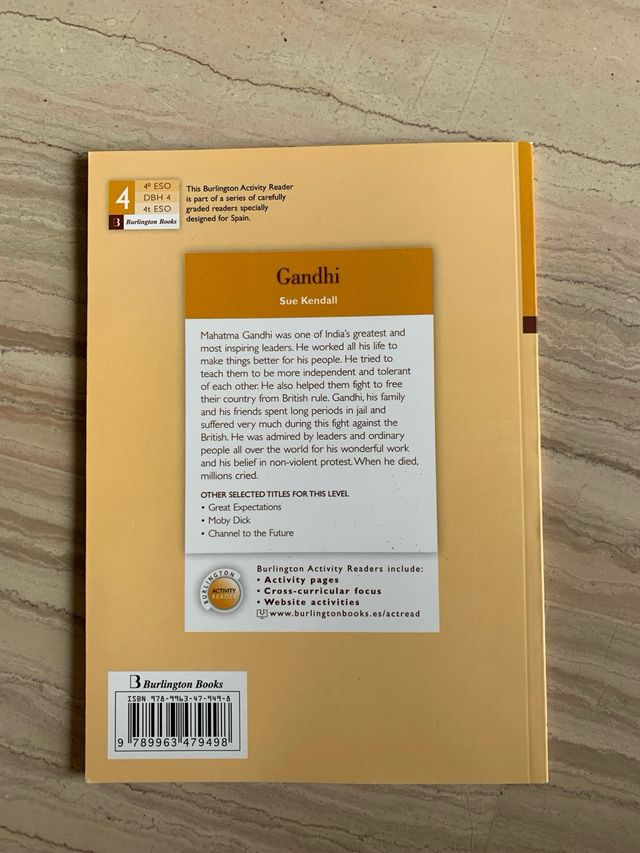 4
4º ESO
DBH 4
4t ESO
B Burlington Books
This Burlington Activity Reader
is part of a series of carefully
graded readers specially
designed for Spain.
Gandhi
Sue Kendall
Mahatma Gandhi was one of India's greatest and
most inspiring leaders. He worked all his life to
make things better for his people. He tried to
teach them to be more independent and tolerant
of each other. He also helped them fight to free
their country from British rule. Gandhi, his family
and his friends spent long periods in jail and
suffered very much during this fight against the
British. He was admired by leaders and ordinary
people all over the world for his wonderful work
and his belief in non-violent protest. When he died,
millions cried.
OTHER SELECTED TITLES FOR THIS LEVEL
• Great Expectations
• Moby Dick
• Channel to the Future
BURLINGTON
ACTIVITY
READER
Burlington Activity Readers include:
• Activity pages
• Cross-curricular focus
• Website activities
www.burlingtonbooks.es/actread
B Burlington Books
ISBN 978-9963-47-949-8
9 789963 479498